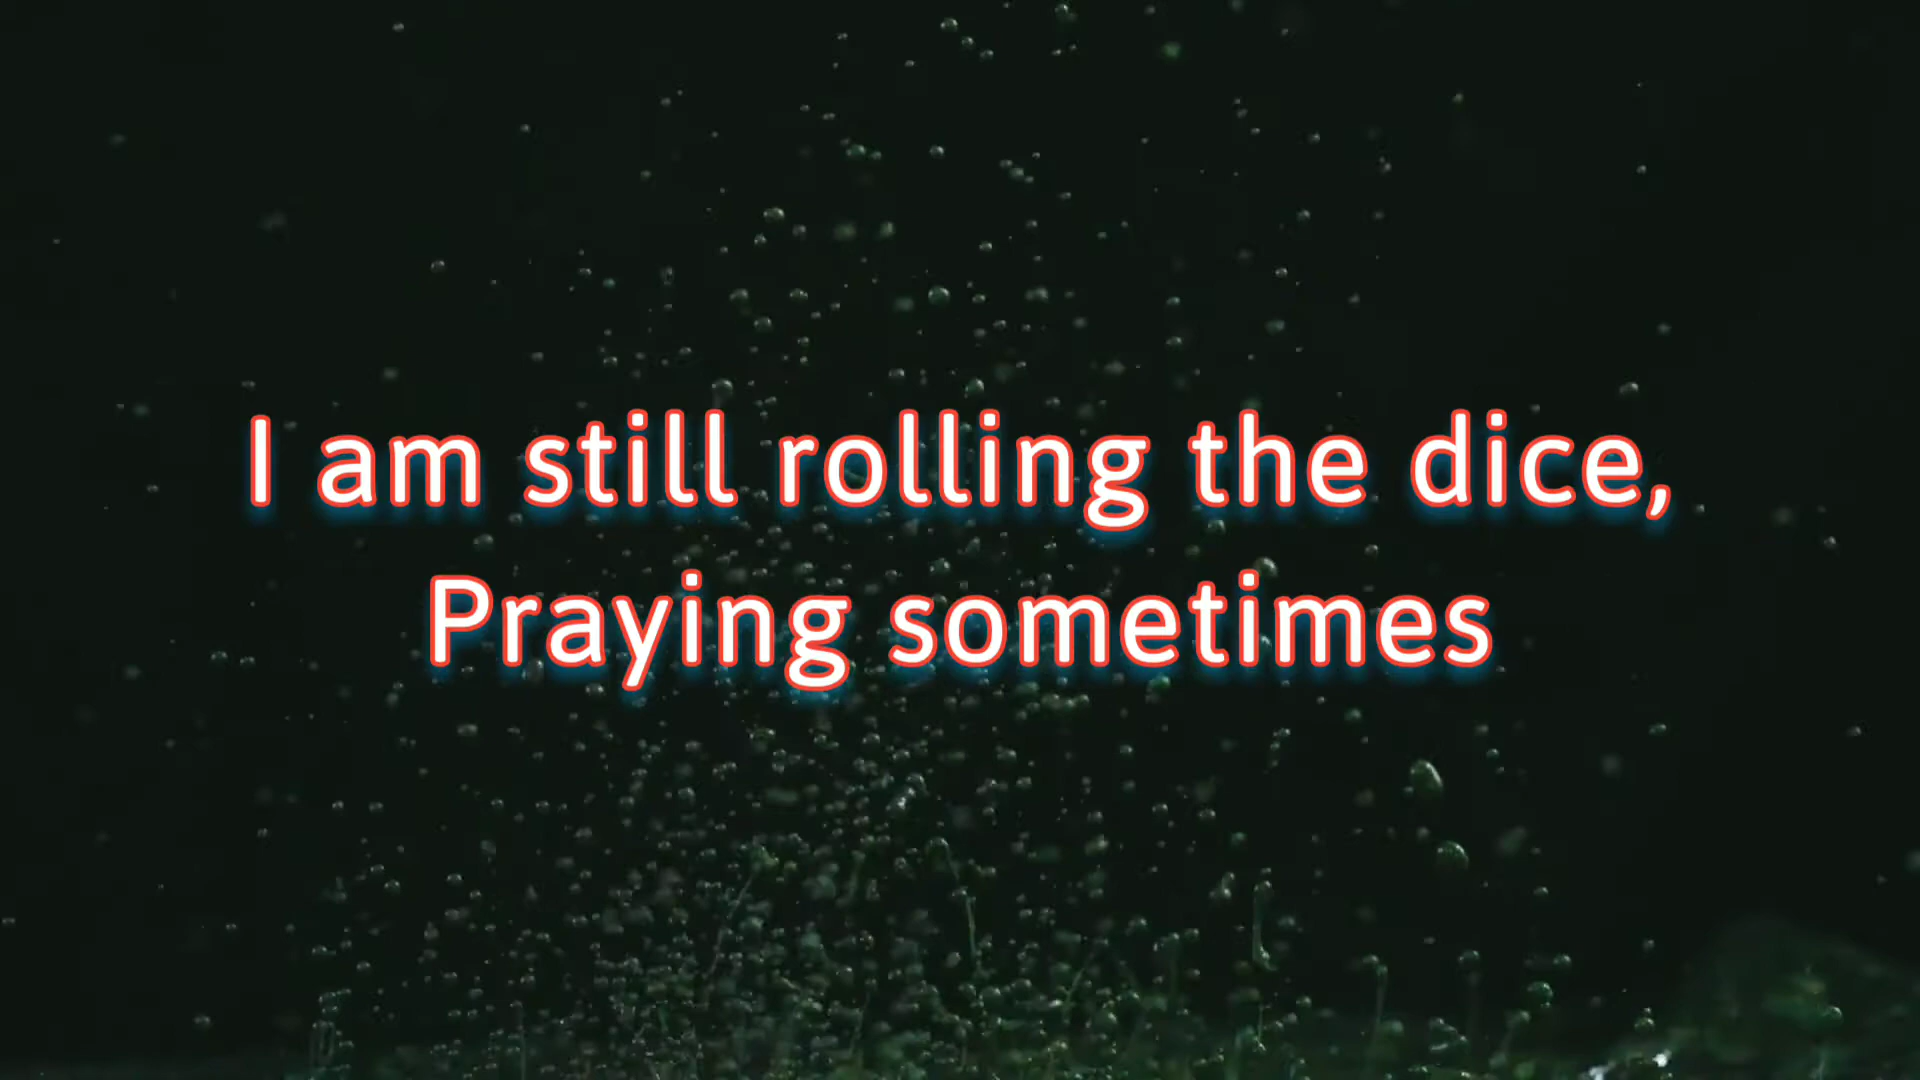 I am still rolling the dice,
Praying sometimes